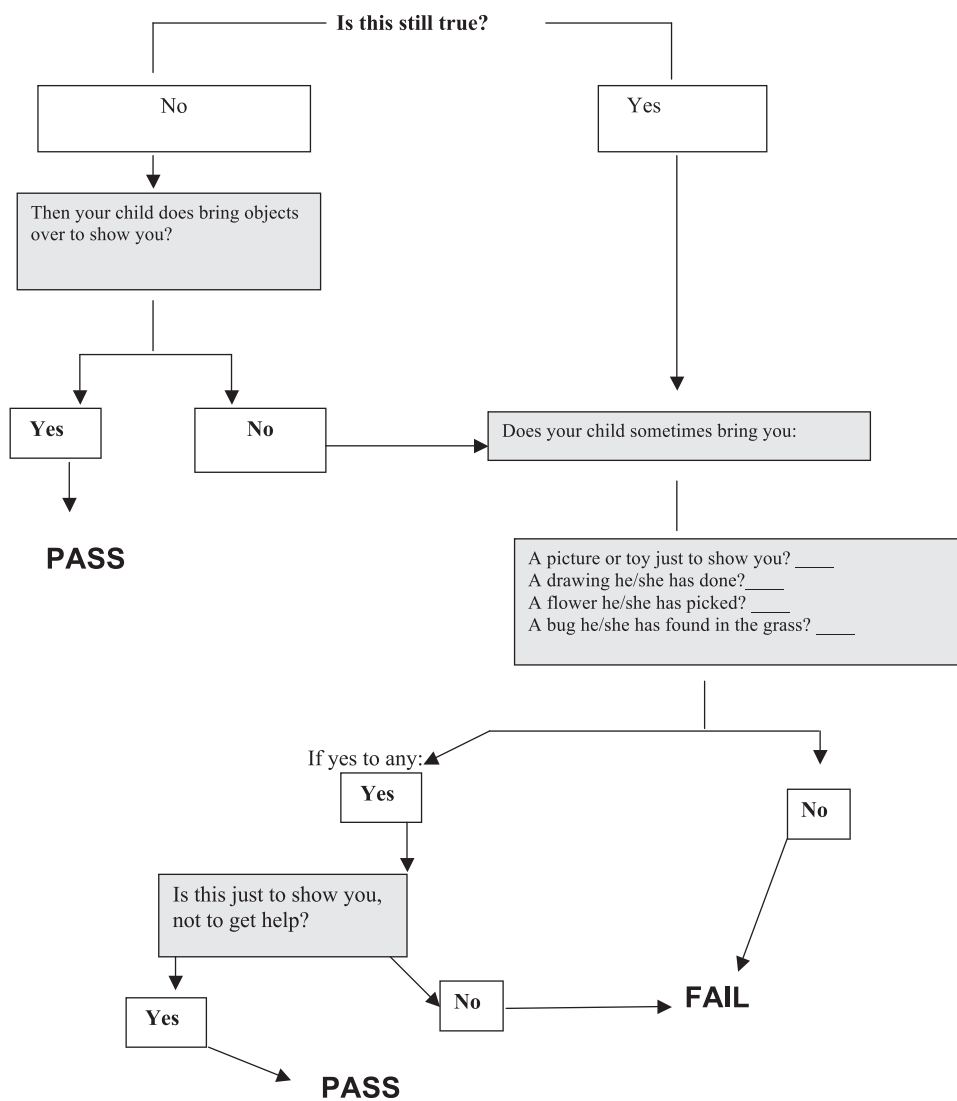 Is this still true?
No
Yes
Then your child does bring objects
over to show you?
Yes
No
Does your child sometimes bring you:
PASS
A picture or toy just to show you? ____
A drawing he/she has done?____
A flower he/she has picked? ____
A bug he/she has found in the grass? ____
If yes to any:
Yes
No
Is this just to show you,
not to get help?
Yes
No
FAIL
PASS